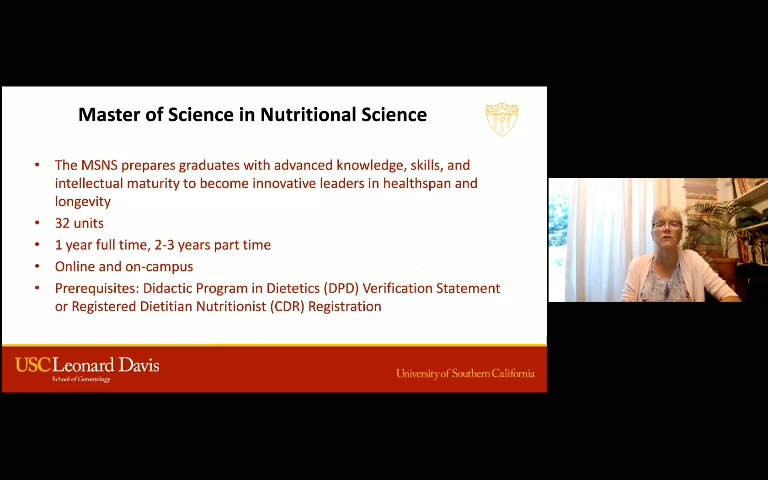 Master of Science in Nutritional Science
• The MSNS prepares graduates with advanced knowledge, skills, and
intellectual maturity to become innovative leaders in healthspan and
longevity
• 32 units
• 1 year full time, 2-3 years part time
• Online and on-campus
• Prerequisites: Didactic Program in Dietetics (DPD) Verification Statement
or Registered Dietitian Nutritionist (CDR) Registration
USC Leonard Davis
School of Gerontology
University of Southern California